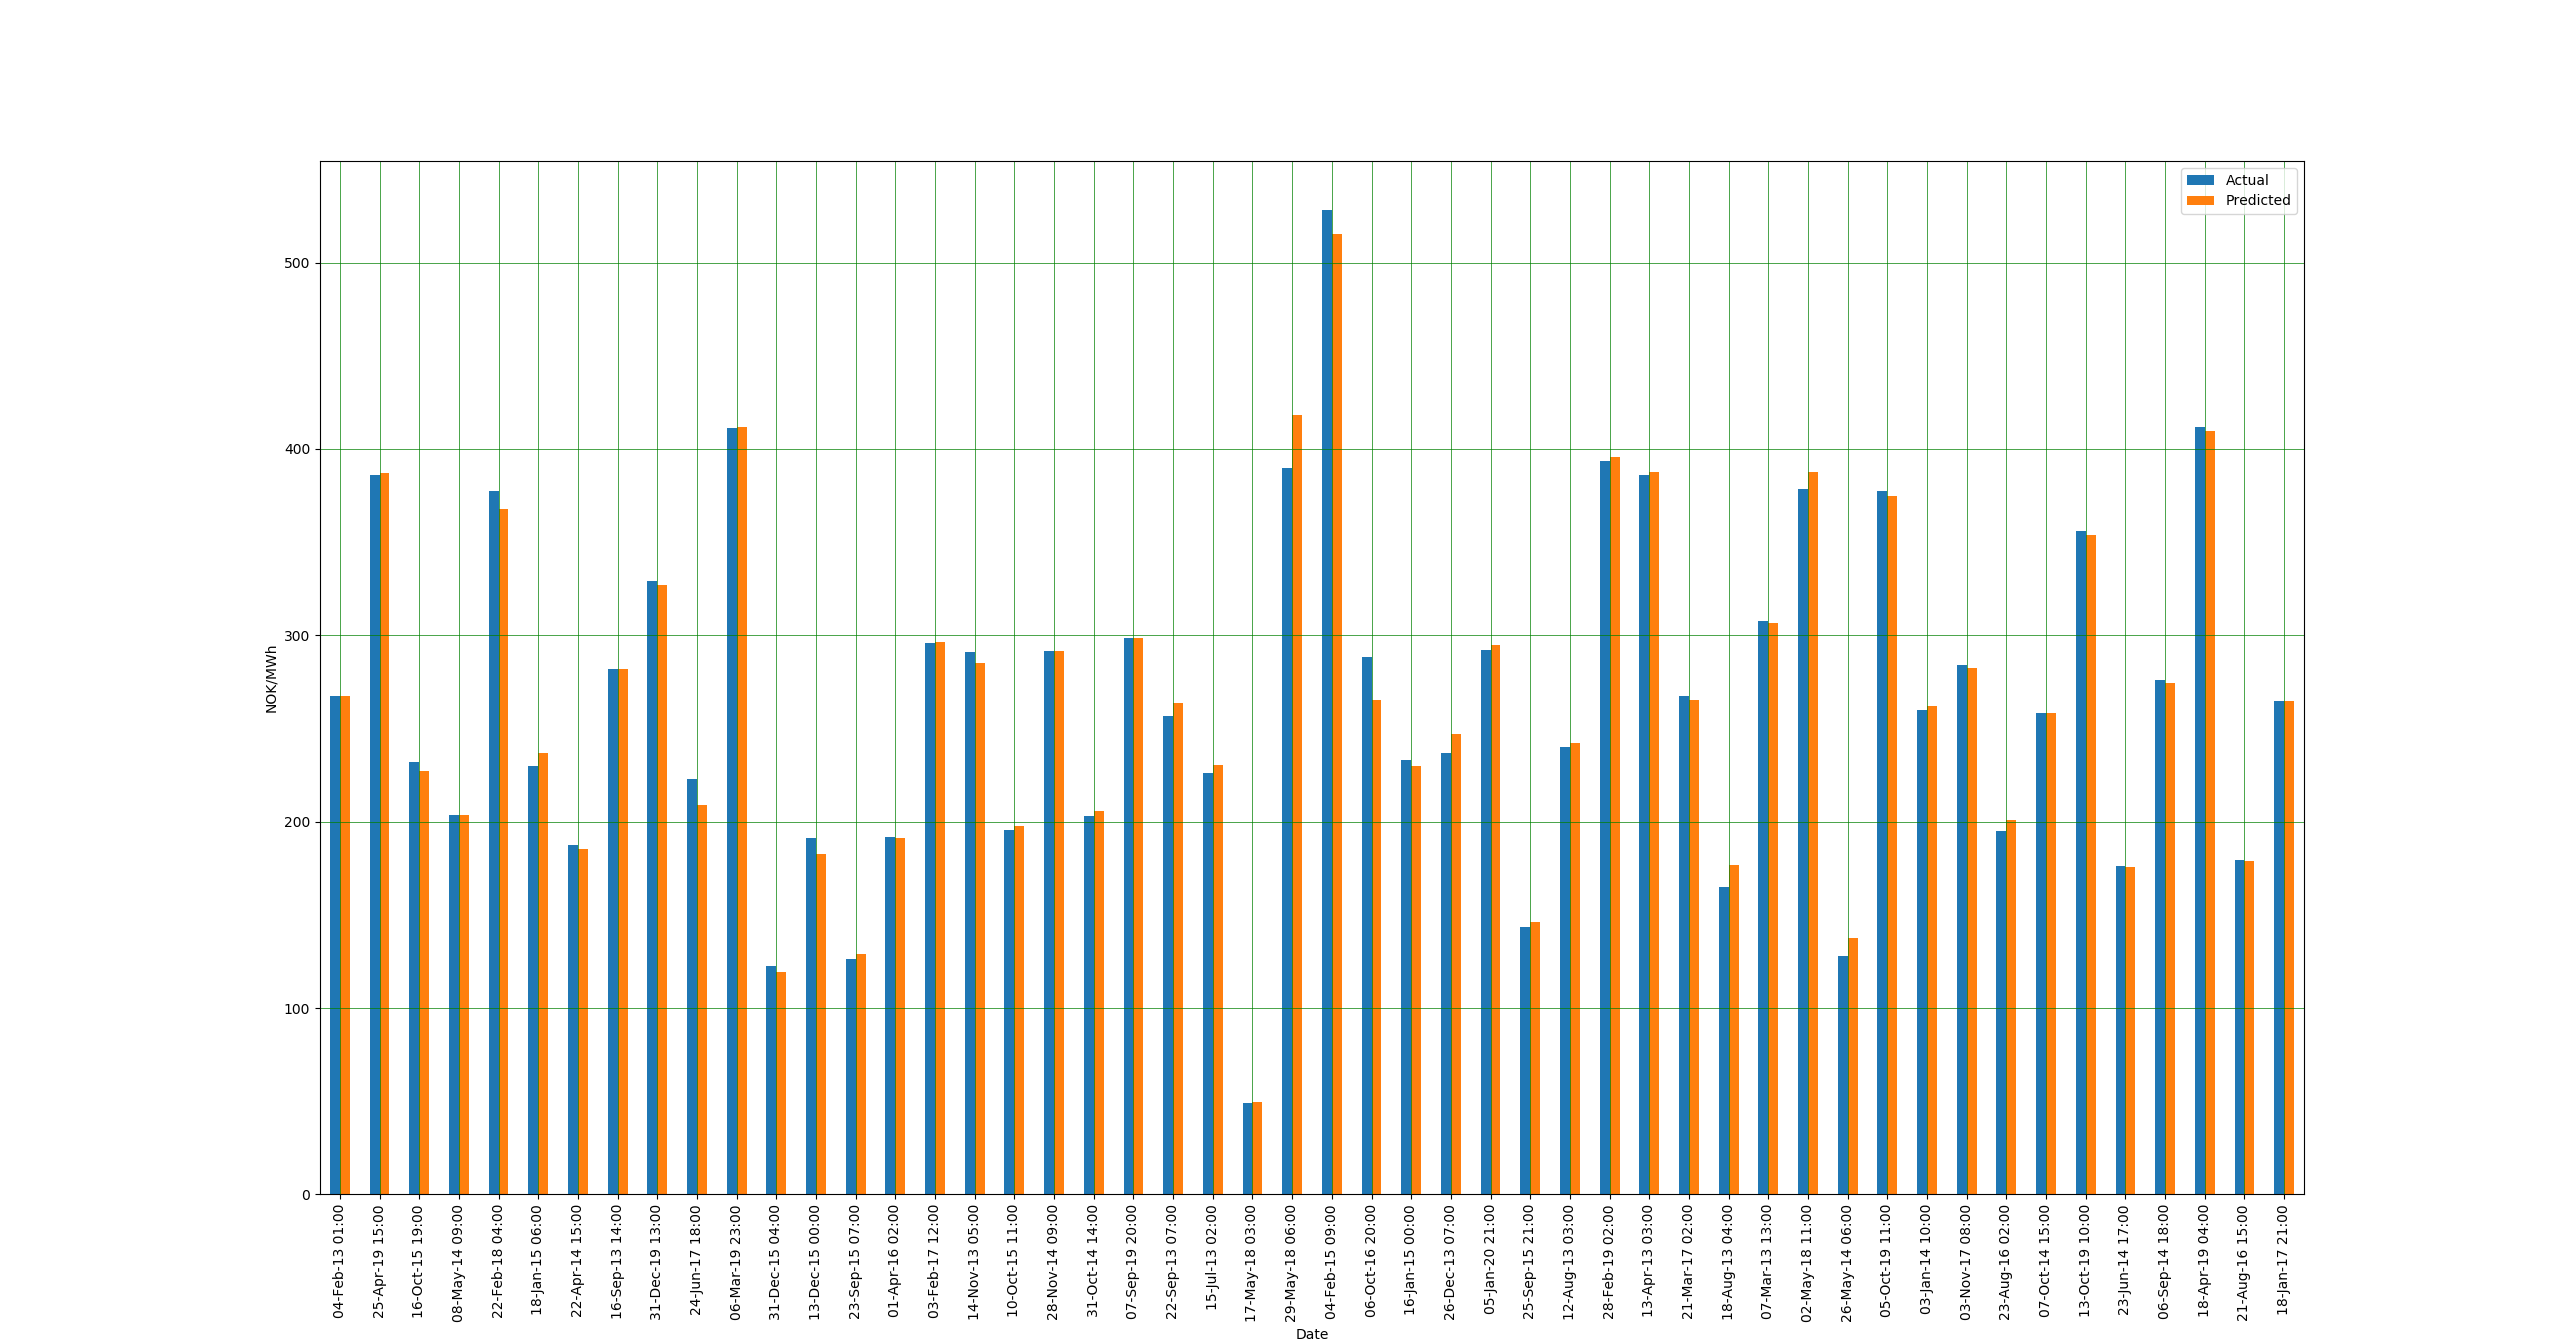 Actual
Predicted
500
400
300
200
100
0
NOK/MWh
04-Feb-13 01:00
25-Apr-19 15:00
16-Oct-15 19:00
08-May-14 09:00
22-Feb-18 04:00
18-Jan-15 06:00
22-Apr-14 15:00
16-Sep-13 14:00
31-Dec-19 13:00
24-Jun-17 18:00
06-Mar-19 23:00
31-Dec-15 04:00
13-Dec-15 00:00
23-Sep-15 07:00
01-Apr-16 02:00
03-Feb-17 12:00
14-Nov-13 05:00
10-Oct-15 11:00
28-Nov-14 09:00
31-Oct-14 14:00
07-Sep-19 20:00
22-Sep-13 07:00
15-Jul-13 02:00
17-May-18 03:00
29-May-18 06:00
04-Feb-15 09:00
06-Oct-16 20:00
16-Jan-15 00:00
26-Dec-13 07:00
05-Jan-20 21:00
25-Sep-15 21:00
12-Aug-13 03:00
28-Feb-19 02:00
13-Apr-13 03:00
21-Mar-17 02:00
18-Aug-13 04:00
07-Mar-13 13:00
02-May-18 11:00
26-May-14 06:00
05-Oct-19 11:00
03-Jan-14 10:00
03-Nov-17 08:00
23-Aug-16 02:00
07-Oct-14 15:00
13-Oct-19 10:00
23-Jun-14 17:00
06-Sep-14 18:00
18-Apr-19 04:00
21-Aug-16 15:00
18-Jan-17 21:00
Date